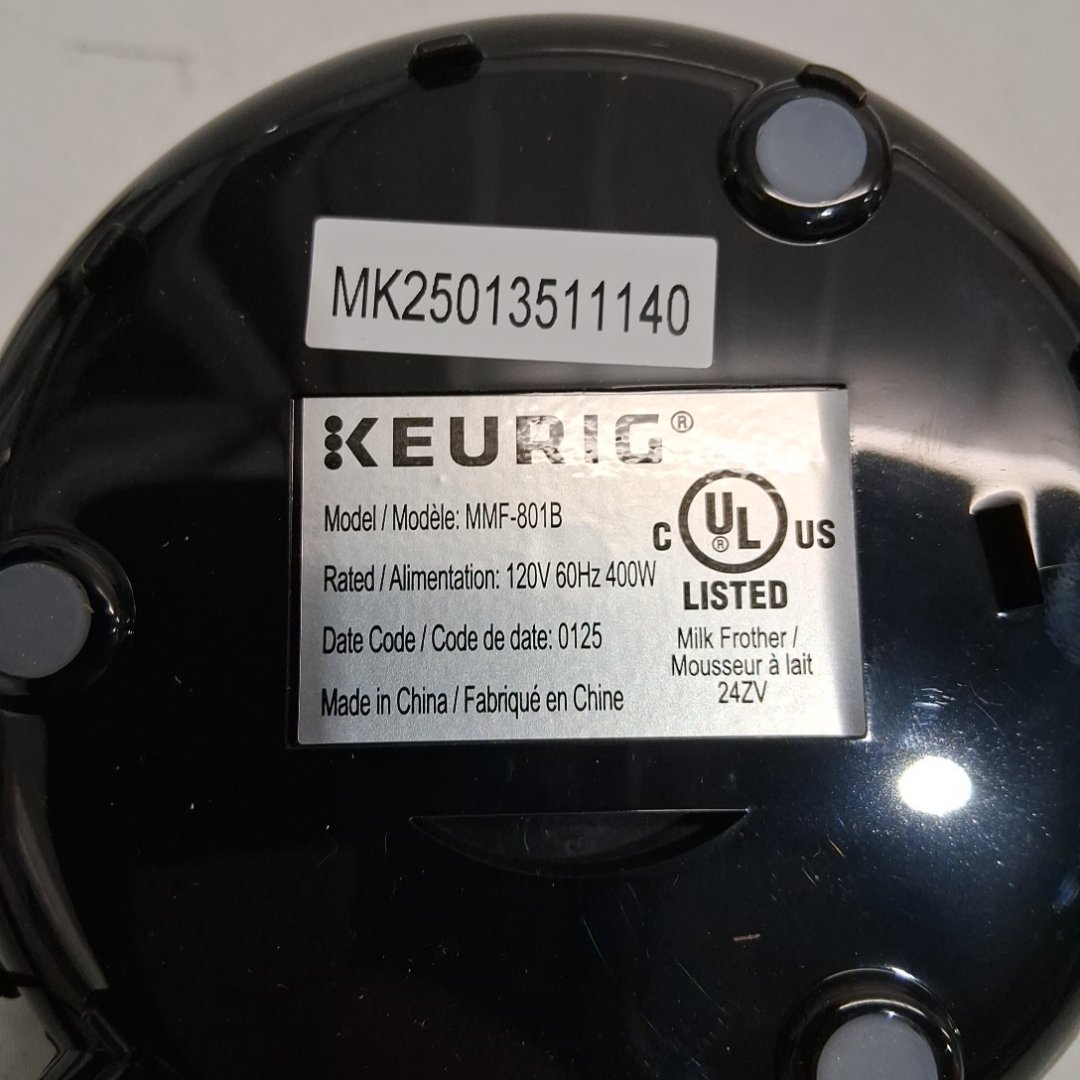 MK25013511140
KEURIG®
Model / Modèle: MMF-801B
Rated / Alimentation: 120V 60Hz 400W
Date Code / Code de date: 0125
Made in China / Fabriqué en Chine
C UL® US
LISTED
Milk Frother /
Mousseur à lait
24ZV